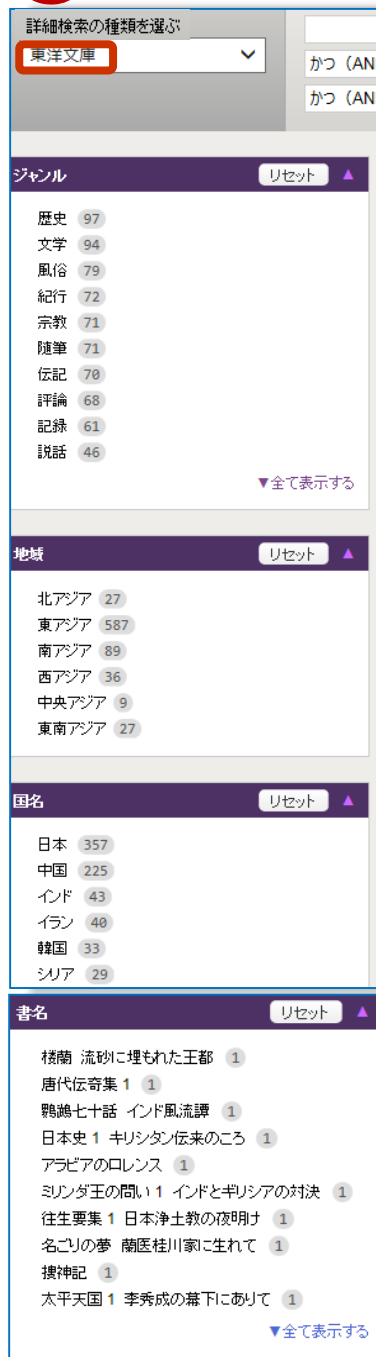 詳細検索の種類を選ぶ
東洋文庫
かつ（AN
かつ（AN
ジャンル リセット ▲
歴史 97
文学 94
風俗 79
紀行 72
宗教 71
随筆 71
伝記 70
評論 68
記録 61
説話 46
▼全て表示する
地域 リセット ▲
北アジア 27
東アジア 587
南アジア 89
西アジア 36
中央アジア 9
東南アジア 27
国名 リセット ▲
日本 357
中国 225
インド 43
イラン 40
韓国 33
シリア 29
書名 リセット ▲
楼蘭 流砂に埋もれた王都 1
唐代伝奇集 1 1
鸚鵡七十話 インド風流譚 1
日本史 1 キリシタン伝来のころ 1
アラビアのロレンス 1
ミリンダ王の問い 1 インドとギリシアの対決 1
往生要集 1 日本浄土教の夜明け 1
名ごりの夢 蘭医桂川家に生れて 1
捜神記 1
太平天国 1 李秀成の幕下にありて 1
▼全て表示する